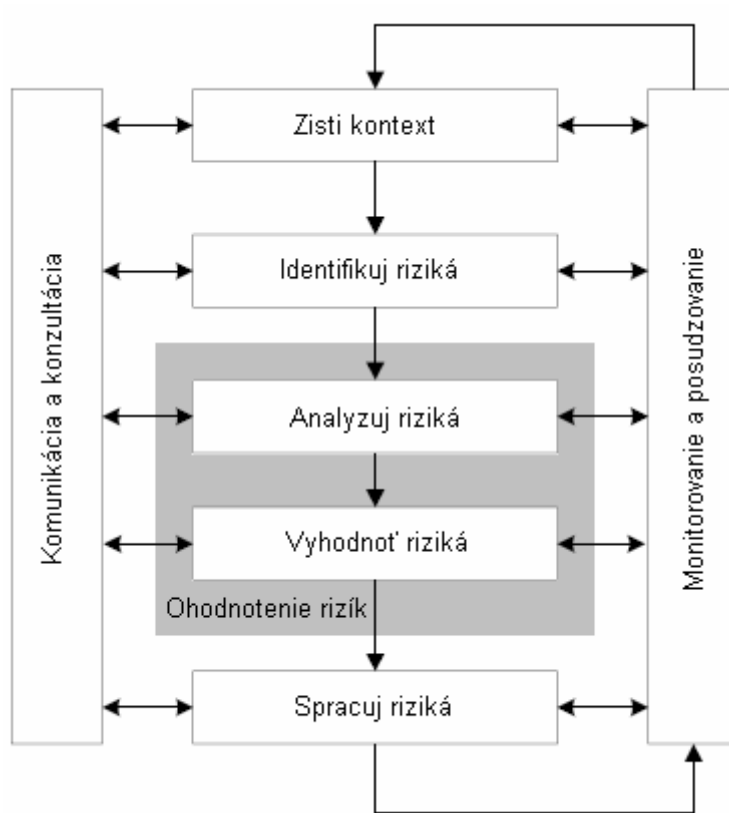 Zisti kontext
Identifikuj riziká
Analyzuj riziká
Vyhodnoť riziká
Ohodnotenie rizík
Spracuj riziká
Komunikácia a konzultácia
Monitorovanie a posudzovanie